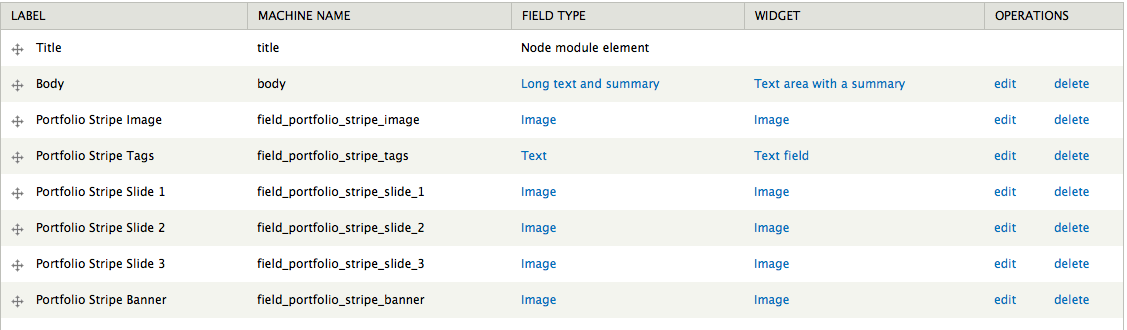 LABEL MACHINE NAME FIELD TYPE WIDGET OPERATIONS
Title title Node module element
Body body Long text and summary Text area with a summary edit delete
Portfolio Stripe Image field_portfolio_stripe_image Image Image edit delete
Portfolio Stripe Tags field_portfolio_stripe_tags Text Text field edit delete
Portfolio Stripe Slide 1 field_portfolio_stripe_slide_1 Image Image edit delete
Portfolio Stripe Slide 2 field_portfolio_stripe_slide_2 Image Image edit delete
Portfolio Stripe Slide 3 field_portfolio_stripe_slide_3 Image Image edit delete
Portfolio Stripe Banner field_portfolio_stripe_banner Image Image edit delete